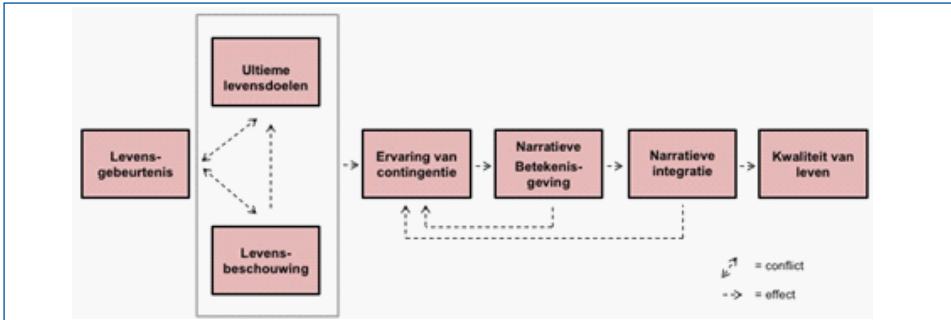 Ultieme
levensdoelen
Levens-
gebeurtenis
Ervaring van
contingentie
Narratieve
Betekenis-
geving
Narratieve
integratie
Kwaliteit van
leven
Levens-
beschouwing
= conflict
= effect